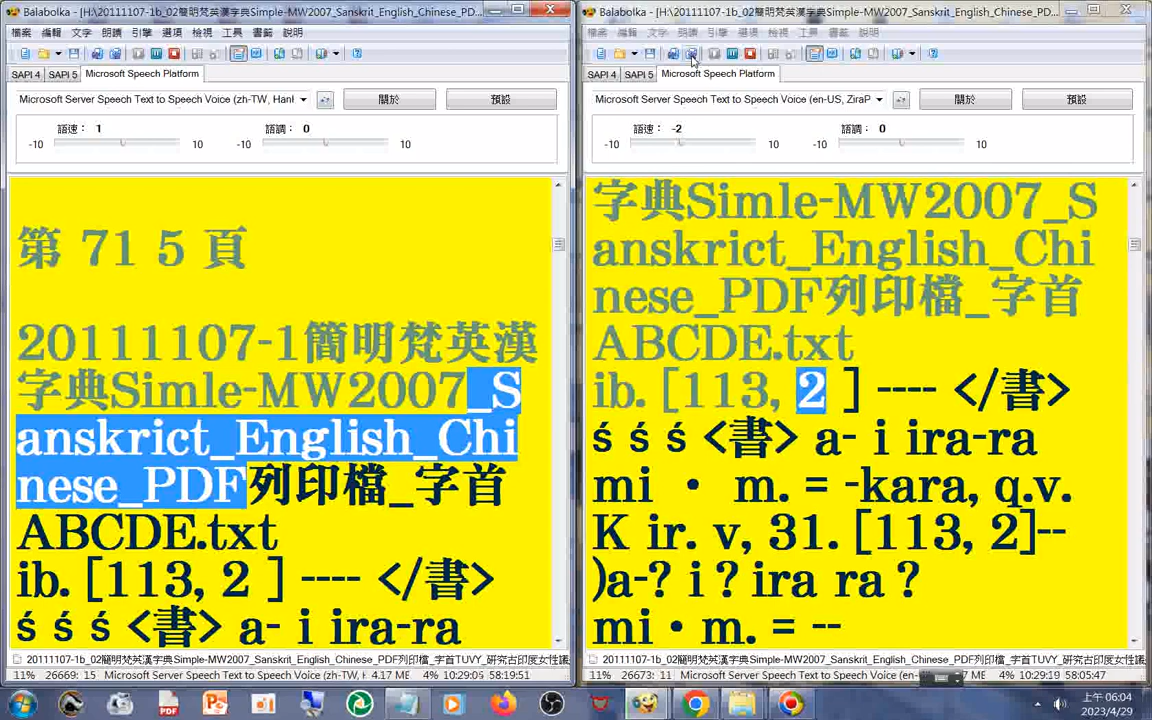 Balabolka - [H:\20111107-1b_02簡明梵英漢字典Simple-MW2007_Sanskrit_English_Chinese_PD...
檔案 編輯 文字 朗讀 引擎 選項 檢視 工具 書籤 說明
SAPI 4 SAPI 5 Microsoft Speech Platform
Microsoft Server Speech Text to Speech Voice (zh-TW, Hanl
關於
預設
語速： 1
語調： 0
-10 10 -10 10
第 71 5 頁
20111107-1簡明梵英漢
字典Simle-MW2007_S
anskrict_English_Chi
nese_PDF列印檔_字首
ABCDE.txt
ib. [113, 2 ] ---- </書>
ś ś ś <書> a- i ira-ra
20111107-1b_02簡明梵英漢字典Simple-MW2007_Sanskrit_English_Chinese_PDF列印檔_字首TUVY_研究古印度女性議
11% 26669: 15 Microsoft Server Speech Text to Speech Voice (zh-TW, H 4.17 ME 4% 10:29:05 58:19:51
Balabolka - [H:\20111107-1b_02簡明梵英漢字典Simple-MW2007_Sanskrit_English_Chinese_PD...
檔案 編輯 文字 朗讀 引擎 選項 檢視 工具 書籤 說明
SAPI 4 SAPI 5 Microsoft Speech Platform
Microsoft Server Speech Text to Speech Voice (en-US, ZiraP
關於
預設
語速： -2
語調： 0
-10 10 -10 10
字典Simle-MW2007_S
anskrict_English_Chi
nese_PDF列印檔_字首
ABCDE.txt
ib. [113, 2 ] ---- </書>
ś ś ś <書> a- i ira-ra
mi • m. = -kara, q.v.
K ir. v, 31. [113, 2]--
)a-? i ? ira ra ?
mi • m. = --
20111107-1b_02簡明梵英漢字典Simple-MW2007_Sanskrit_English_Chinese_PDF列印檔_字首TUVY_研究古印度女性議
11% 26673: 11 Microsoft Server Speech Text to Speech Voice (en-US, 4.17 ME 4% 10:29:19 58:05:47
上午 06:04
2023/4/29